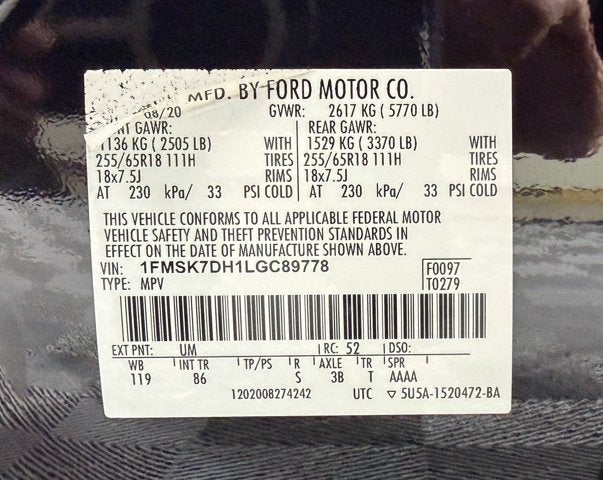 MFD. BY FORD MOTOR CO.
08/20 GVWR: 2617 KG ( 5770 LB)
GAWR: REAR GAWR:
1136 KG ( 2505 LB) WITH 1529 KG ( 3370 LB) WITH
255/65R18 111H TIRES 255/65R18 111H TIRES
18x7.5J RIMS 18x7.5J RIMS
AT 230 kPa/ 33 PSI COLD AT 230 kPa/ 33 PSI COLD
THIS VEHICLE CONFORMS TO ALL APPLICABLE FEDERAL MOTOR
VEHICLE SAFETY AND THEFT PREVENTION STANDARDS IN
EFFECT ON THE DATE OF MANUFACTURE SHOWN ABOVE.
VIN: 1FMSK7DH1LGC89778 F0097
TYPE: MPV T0279
EXT PNT: UM RC: 52 DSO:
WB INT TR TP/PS R AXLE TR SPR
119 86 S 3B T AAAA
1202008274242 UTC ▽ 5U5A-1520472-BA